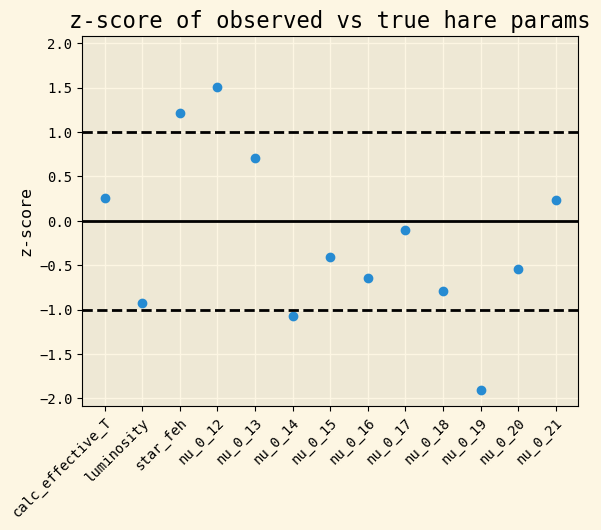 z-score of observed vs true hare params
2.0
1.5
1.0
0.5
0.0
−0.5
−1.0
−1.5
−2.0
z-score
calc_effective_T
luminosity
star_feh
nu_0_12
nu_0_13
nu_0_14
nu_0_15
nu_0_16
nu_0_17
nu_0_18
nu_0_19
nu_0_20
nu_0_21